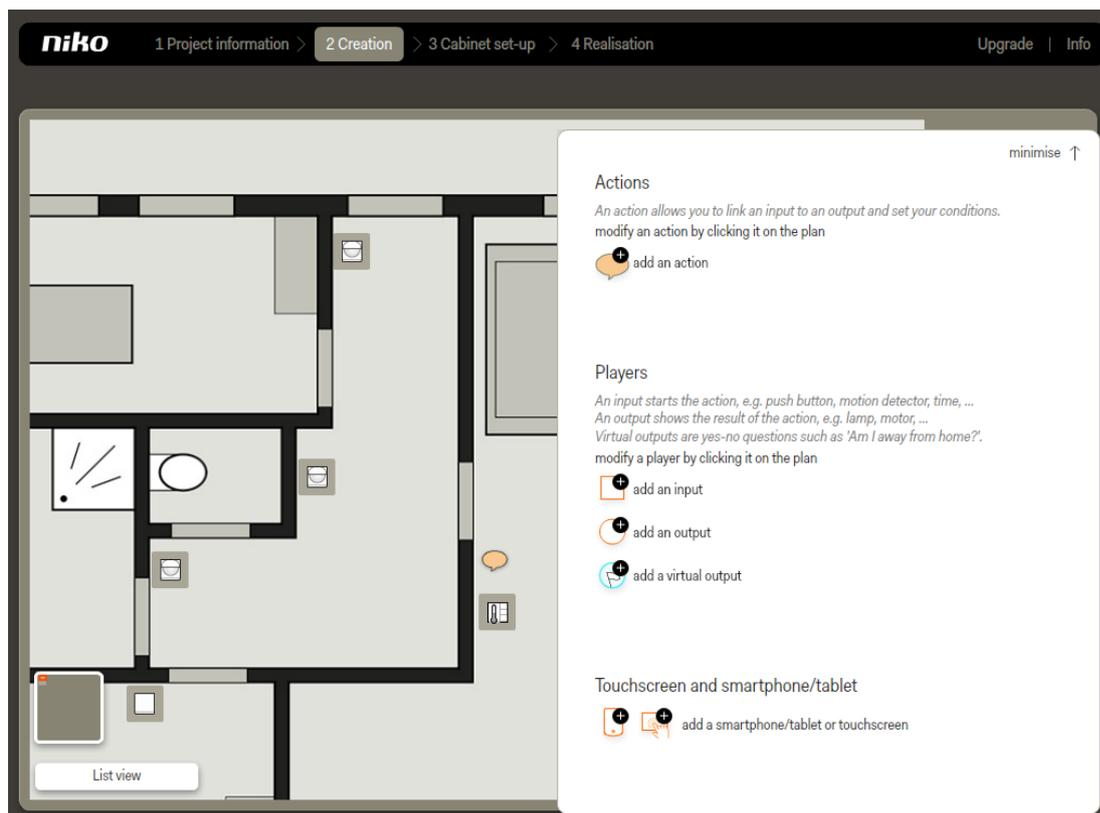 niko
1 Project information
2 Creation
3 Cabinet set-up
4 Realisation
Upgrade | Info
minimise ↑
Actions
An action allows you to link an input to an output and set your conditions.
modify an action by clicking it on the plan
add an action
Players
An input starts the action, e.g. push button, motion detector, time, ...
An output shows the result of the action, e.g. lamp, motor, ...
Virtual outputs are yes-no questions such as 'Am I away from home?'.
modify a player by clicking it on the plan
add an input
add an output
add a virtual output
Touchscreen and smartphone/tablet
add a smartphone/tablet or touchscreen
List view